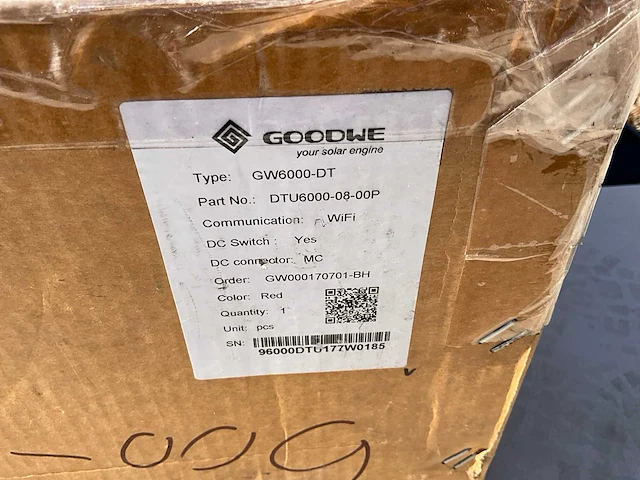 GOODWE
your solar engine
Type: GW6000-DT
Part No.: DTU6000-08-00P
Communication: WiFi
DC Switch : Yes
DC connector: MC
Order: GW000170701-BH
Color: Red
Quantity: 1
Unit: pcs
SN:
96000DTU177W0185